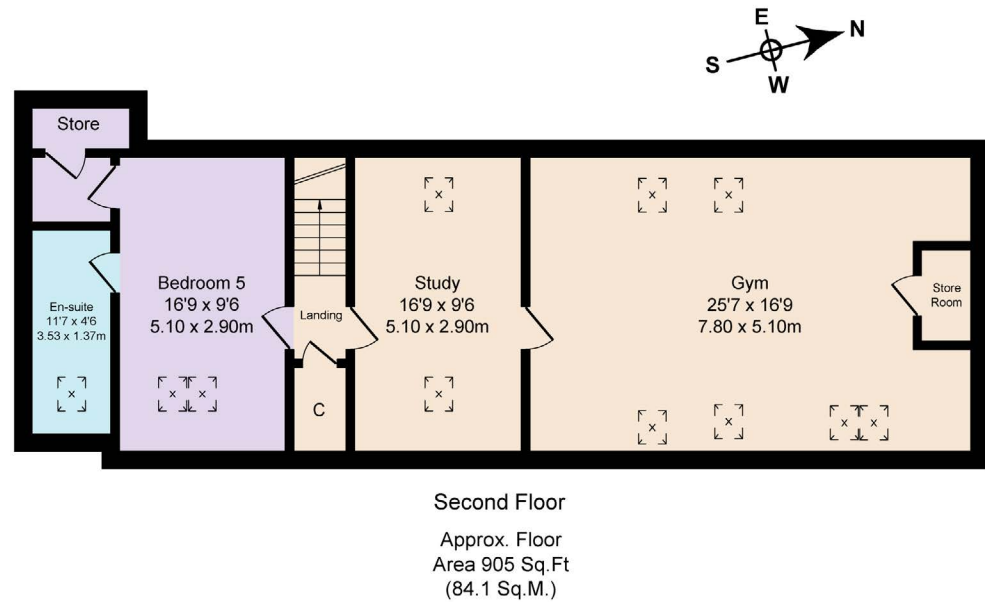 E
N
S
W
Store
Bedroom 5
16'9 x 9'6
5.10 x 2.90m
En-suite
11'7 x 4'6
3.53 x 1.37m
Landing
C
Study
16'9 x 9'6
5.10 x 2.90m
Gym
25'7 x 16'9
7.80 x 5.10m
Store
Room
Second Floor
Approx. Floor
Area 905 Sq.Ft
(84.1 Sq.M.)